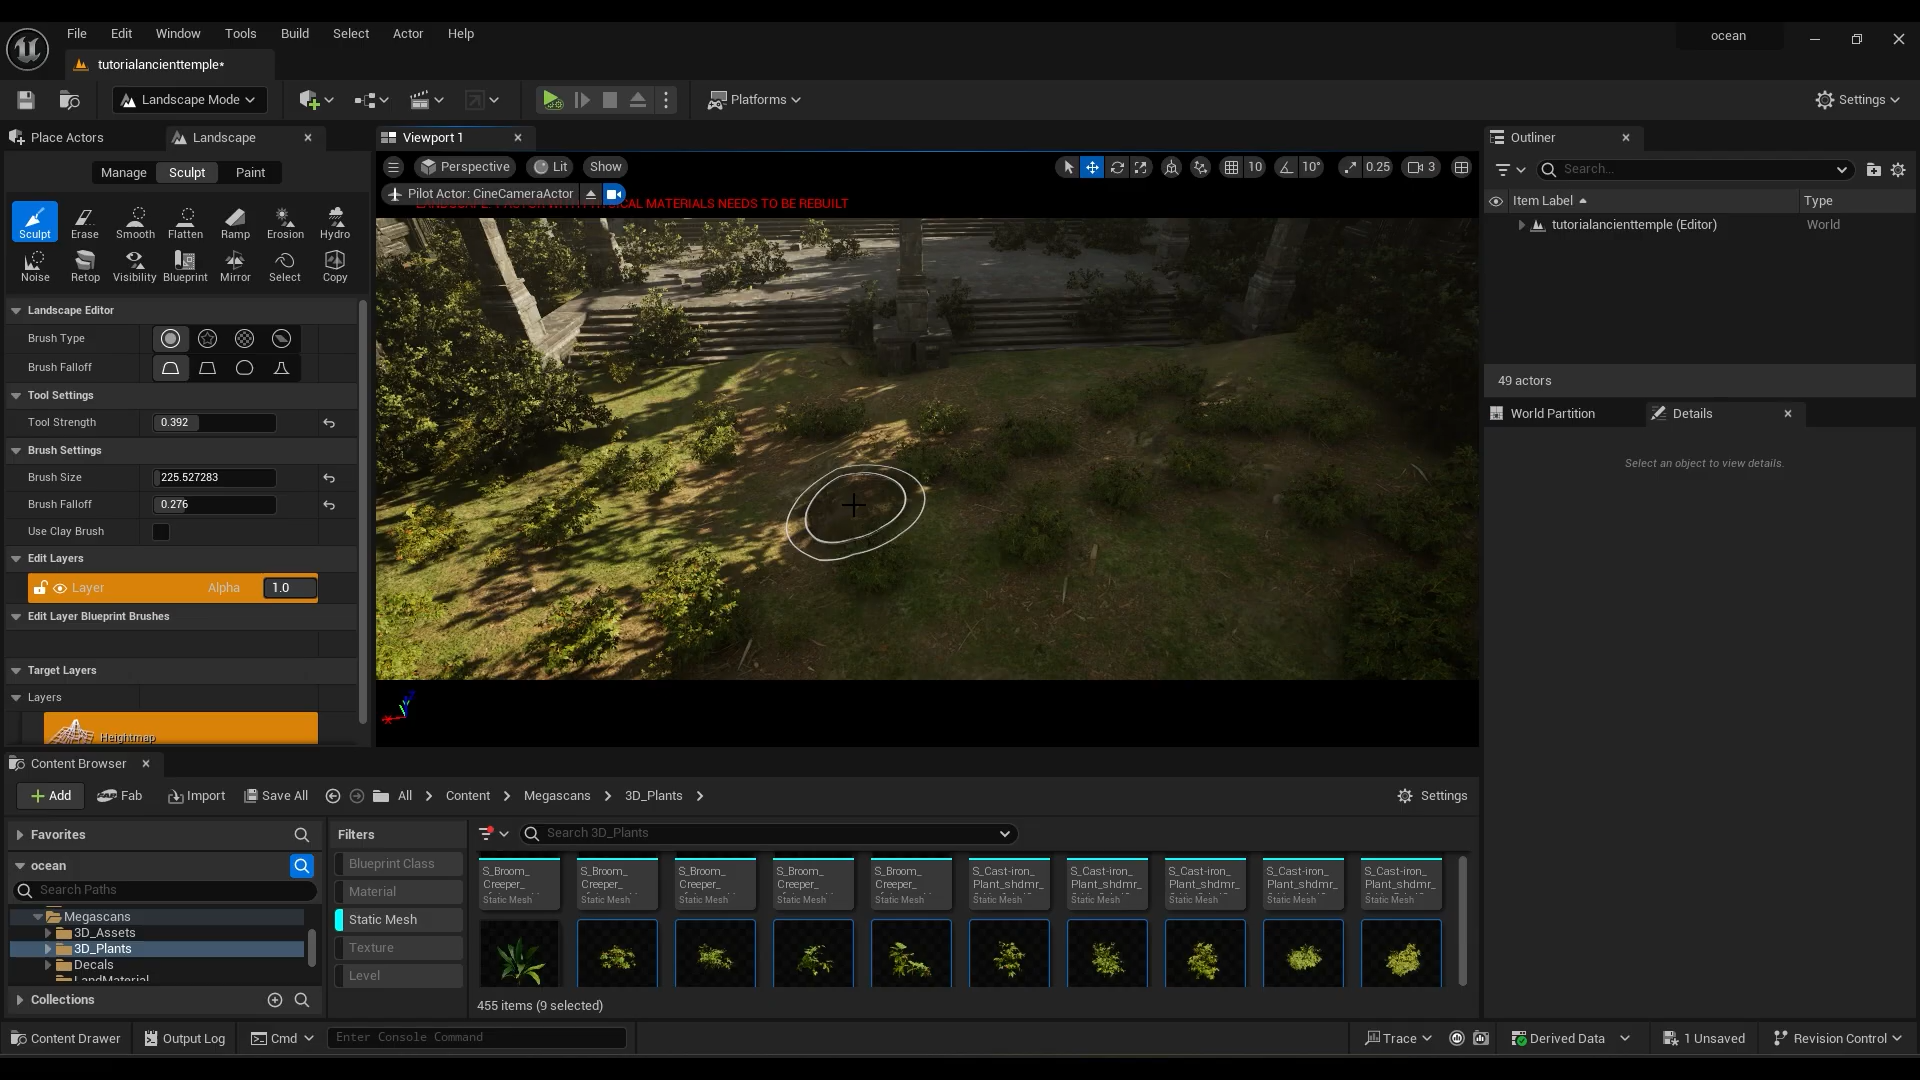 File Edit Window Tools Build Select Actor Help
ocean
tutorialancienttemple*
Landscape Mode
Platforms
Settings
Place Actors
Landscape
Viewport 1
Outliner
Manage Sculpt Paint
Perspective Lit Show
10 10° 0.25 3
Search...
Pilot Actor: CineCameraActor
Item Label Type
tutorialancienttemple (Editor) World
Sculpt Erase Smooth Flatten Ramp Erosion Hydro
Noise Retop Visibility Blueprint Mirror Select Copy
Landscape Editor
Brush Type
Brush Falloff
Tool Settings
Tool Strength 0.392
Brush Settings
Brush Size 225.527283
Brush Falloff 0.276
Use Clay Brush
Edit Layers
Layer Alpha 1.0
Edit Layer Blueprint Brushes
Target Layers
Layers
Heightmap
49 actors
World Partition
Details
Select an object to view details.
Content Browser
Add Fab Import Save All All Content Megascans 3D_Plants Settings
Favorites
ocean
Search Paths
Megascans
3D_Assets
3D_Plants
Decals
Collections
Filters
Blueprint Class
Material
Static Mesh
Texture
Level
Search 3D_Plants
S_Broom_ S_Broom_ S_Broom_ S_Broom_ S_Broom_ S_Cast-iron_ S_Cast-iron_ S_Cast-iron_ S_Cast-iron_ S_Cast-iron_
Creeper_ Creeper_ Creeper_ Creeper_ Creeper_ Plant_shdmr_ Plant_shdmr_ Plant_shdmr_ Plant_shdmr_ Plant_shdmr_
Static Mesh Static Mesh Static Mesh Static Mesh Static Mesh Static Mesh Static Mesh Static Mesh Static Mesh Static Mesh
455 items (9 selected)
Content Drawer Output Log Cmd Enter Console Command Trace Derived Data 1 Unsaved Revision Control